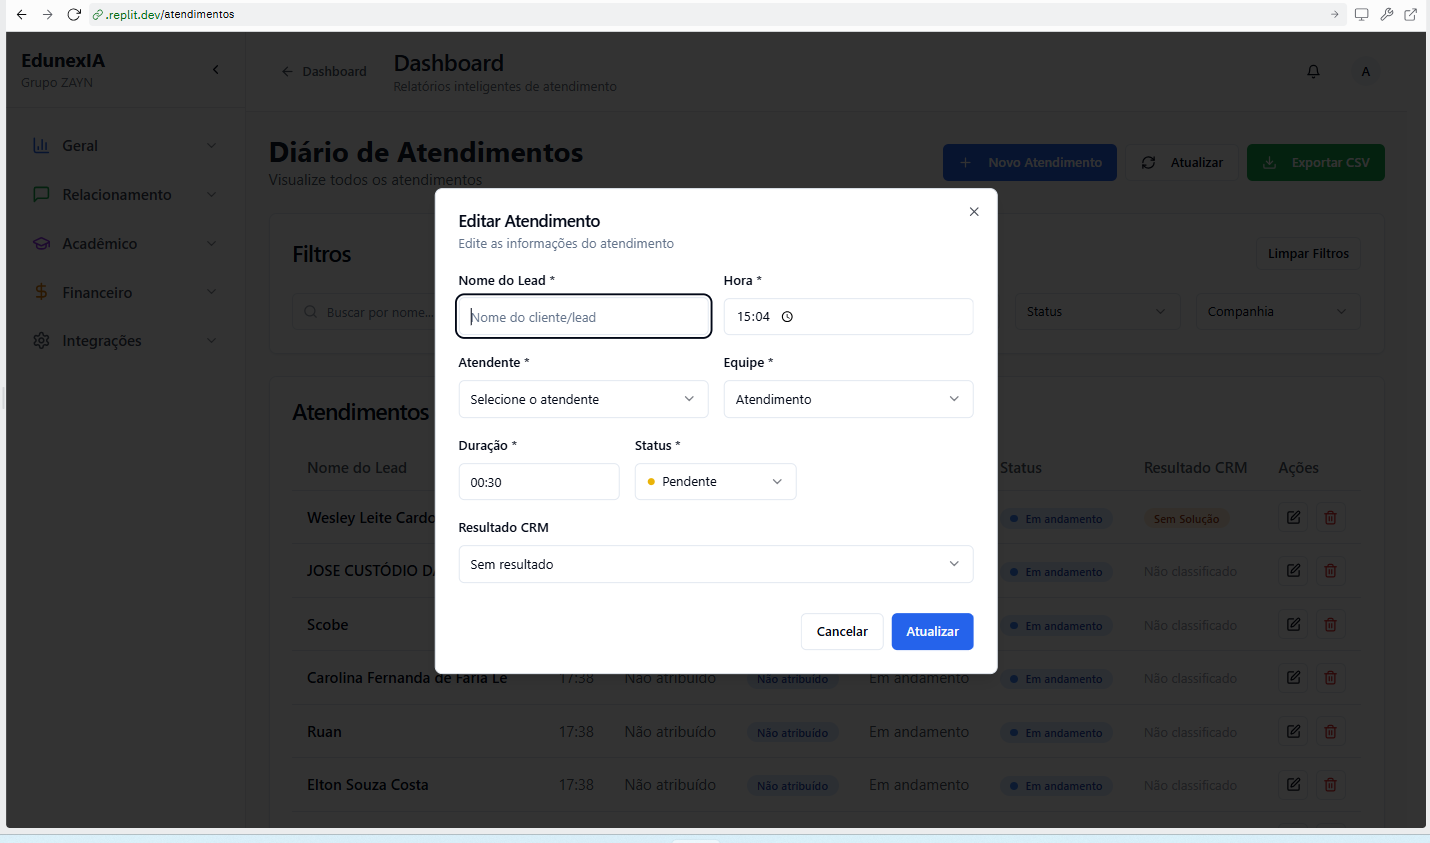 .replit.dev/atendimentos
EdunexIA
Grupo ZAYN
Dashboard
Dashboard
Relatórios inteligentes de atendimento
A
Geral
Relacionamento
Acadêmico
Financeiro
Integrações
Diário de Atendimentos
Visualize todos os atendimentos
Novo Atendimento
Atualizar
Exportar CSV
Filtros
Limpar Filtros
Buscar por nome...
Status
Companhia
Editar Atendimento
Edite as informações do atendimento
Nome do Lead *
Hora *
Nome do cliente/lead
15:04
Atendente *
Equipe *
Selecione o atendente
Atendimento
Duração *
Status *
00:30
Pendente
Resultado CRM
Sem resultado
Cancelar
Atualizar
Atendimentos
Nome do Lead Status Resultado CRM Ações
Wesley Leite Cardo Em andamento Sem Solução
JOSE CUSTÓDIO Em andamento Não classificado
Scobe Em andamento Não classificado
Carolina Fernanda de Faria Le 17:38 Não atribuído Não atribuído Em andamento Em andamento Não classificado
Ruan 17:38 Não atribuído Não atribuído Em andamento Em andamento Não classificado
Elton Souza Costa 17:38 Não atribuído Não atribuído Em andamento Em andamento Não classificado